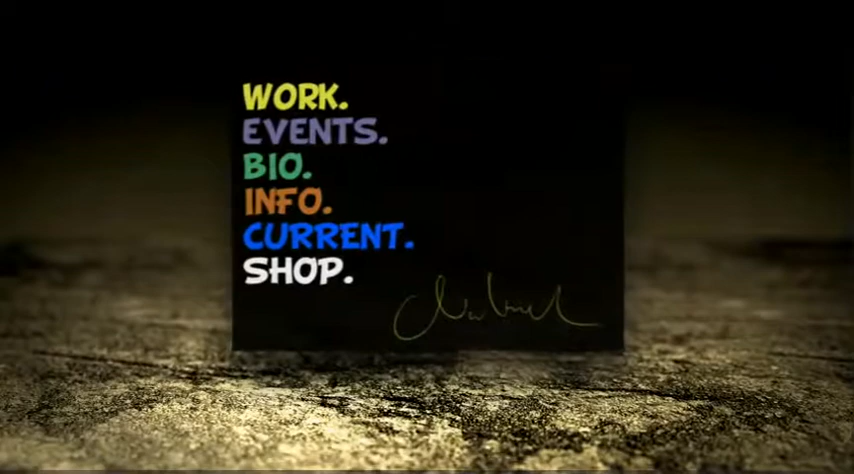 WORK.
EVENTS.
BIO.
INFO.
CURRENT.
SHOP.